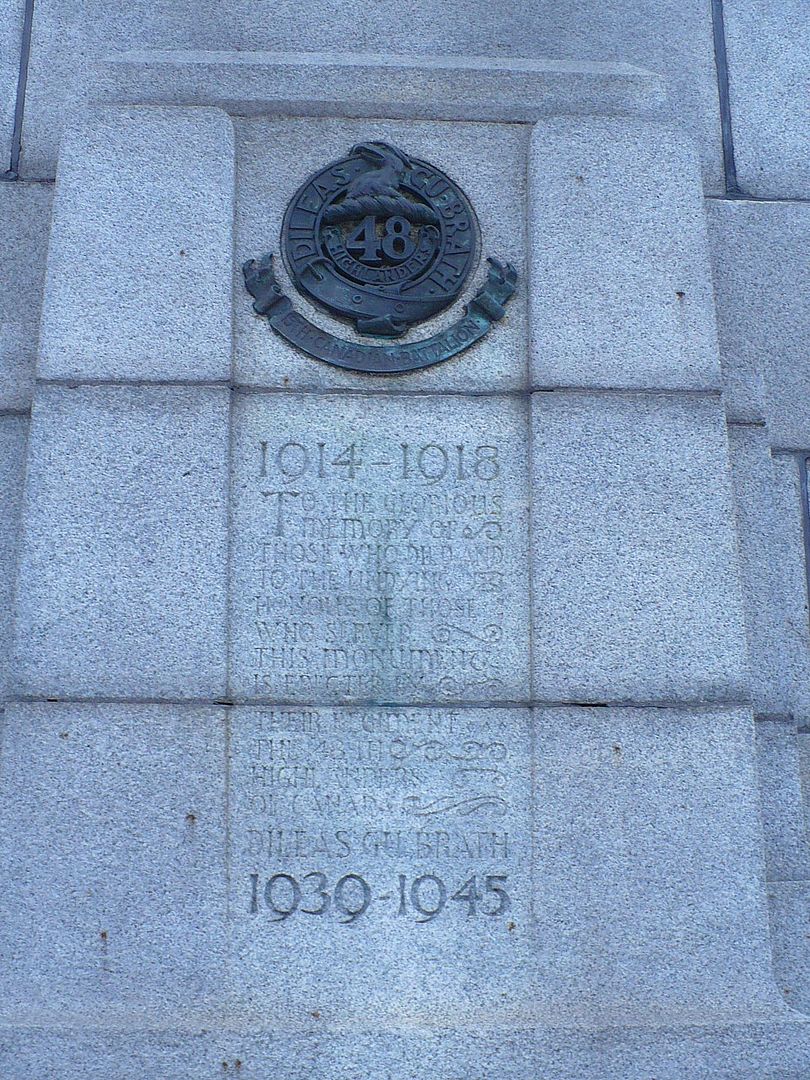 DILEAS GU BRATH
48
HIGHLANDERS
15TH CANADIAN BATTALION
1914-1918
TO THE GLORIOUS
MEMORY OF
THOSE WHO DIED AND
TO THE UNDYING
HONOUR OF THOSE
WHO SERVED
THIS MONUMENT
IS ERECTED BY
THEIR REGIMENT
THE 48TH
HIGHLANDERS
OF CANADA
DILEAS GU BRATH
1939-1945